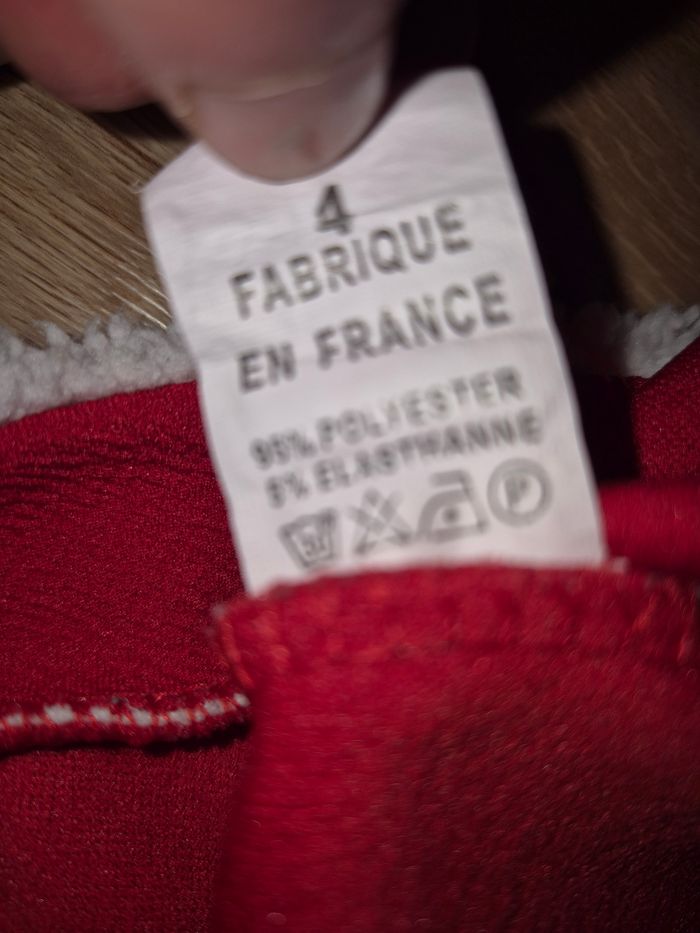 4
FABRIQUE
EN FRANCE
95% POLYESTER
5% ELASTHANNE
P